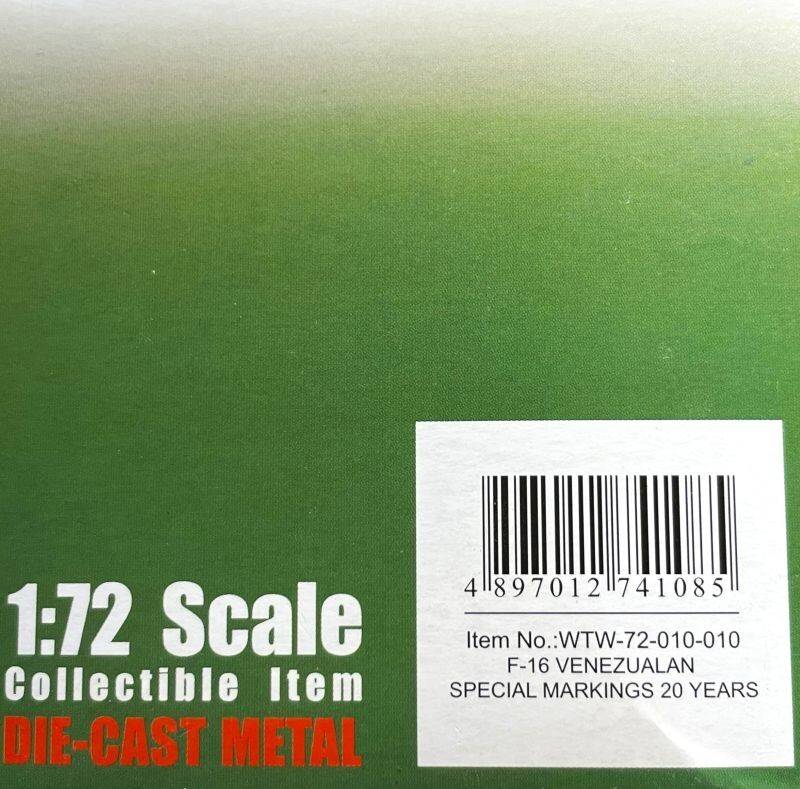 1:72 Scale
Collectible Item
DIE-CAST METAL
4 897012 741085
Item No.:WTW-72-010-010
F-16 VENEZUALAN
SPECIAL MARKINGS 20 YEARS